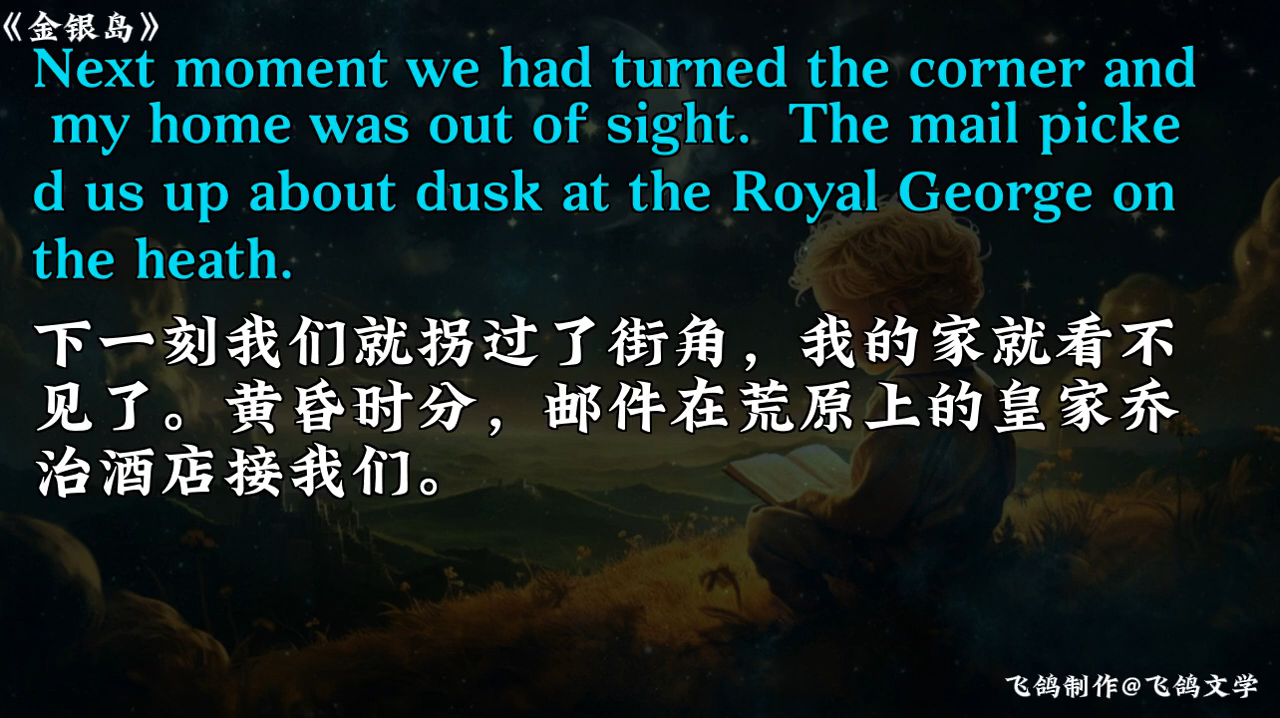 《金银岛》
Next moment we had turned the corner and
my home was out of sight.  The mail picke
d us up about dusk at the Royal George on
the heath.
下一刻我们就拐过了街角，我的家就看不
见了。黄昏时分，邮件在荒原上的皇家乔
治酒店接我们。
飞鸽制作@飞鸽文学